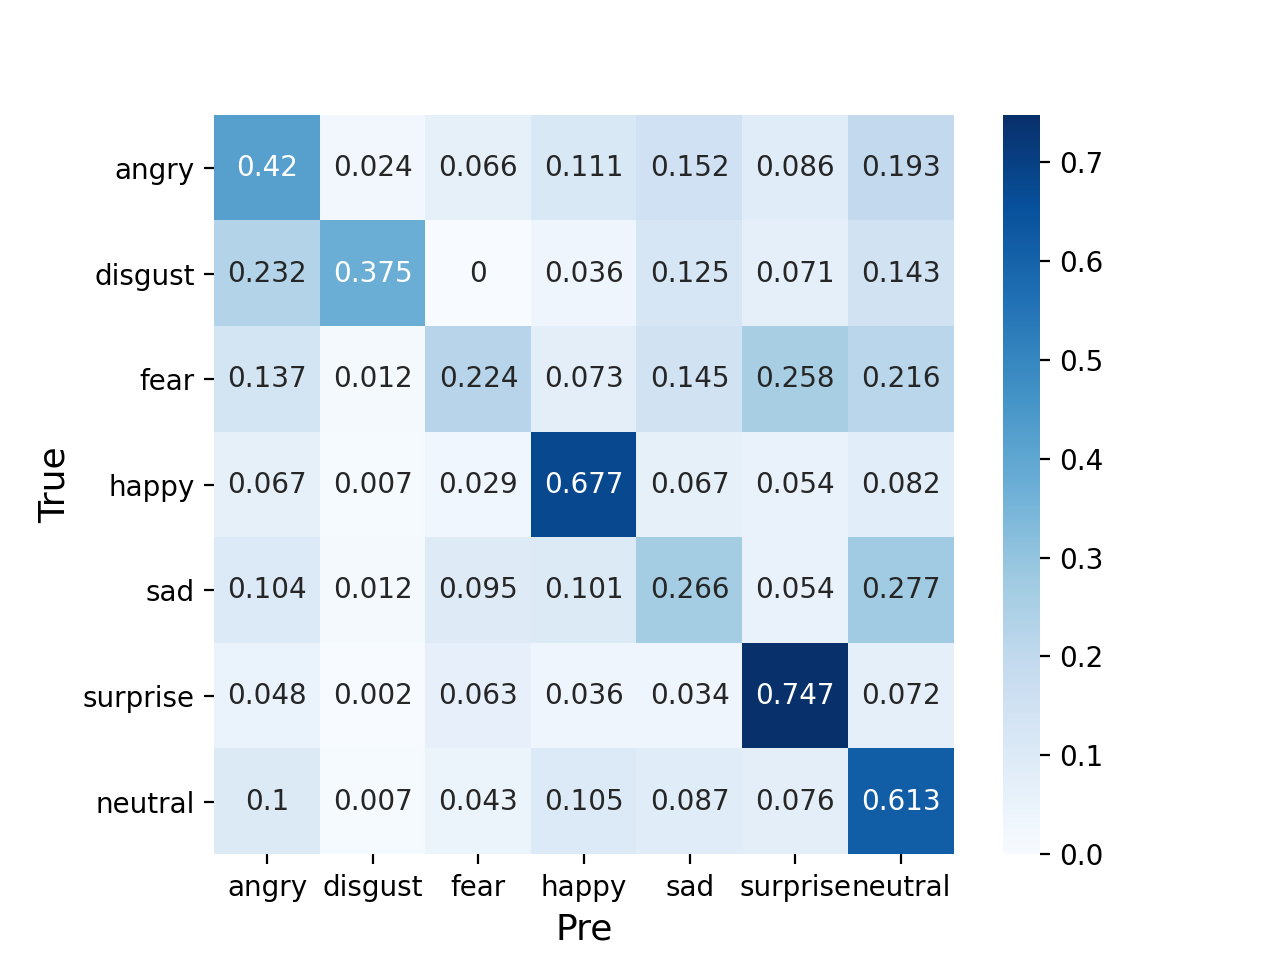 angry 0.42 0.024 0.066 0.111 0.152 0.086 0.193
disgust 0.232 0.375 0 0.036 0.125 0.071 0.143
fear 0.137 0.012 0.224 0.073 0.145 0.258 0.216
happy 0.067 0.007 0.029 0.677 0.067 0.054 0.082
sad 0.104 0.012 0.095 0.101 0.266 0.054 0.277
surprise 0.048 0.002 0.063 0.036 0.034 0.747 0.072
neutral 0.1 0.007 0.043 0.105 0.087 0.076 0.613
angry disgust fear happy sad surprise neutral
Pre
True
0.7
0.6
0.5
0.4
0.3
0.2
0.1
0.0